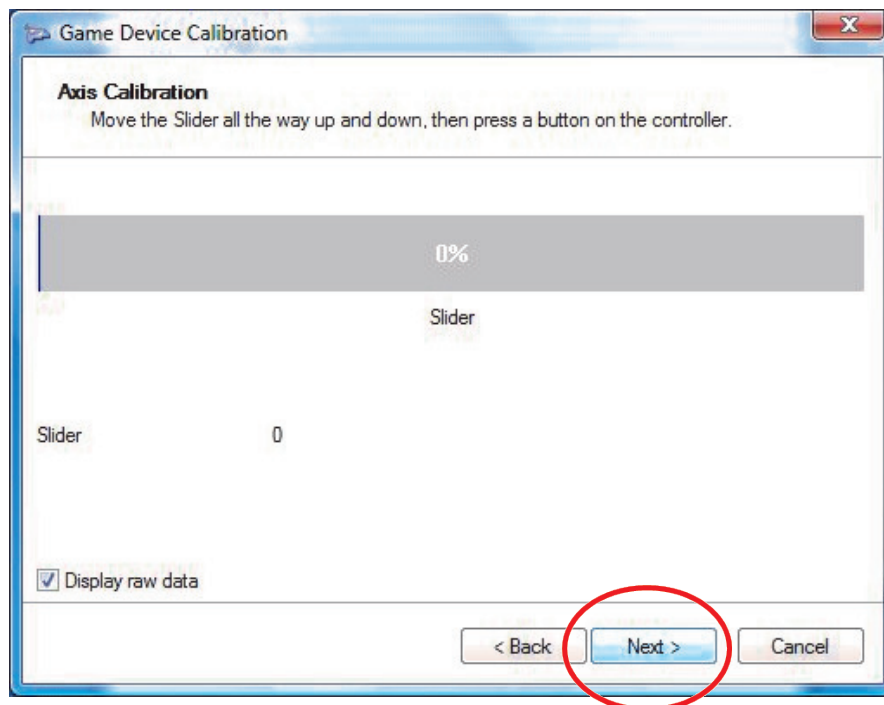 Game Device Calibration
X
Axis Calibration
Move the Slider all the way up and down, then press a button on the controller.
0%
Slider
Slider 0
Display raw data
< Back Next > Cancel